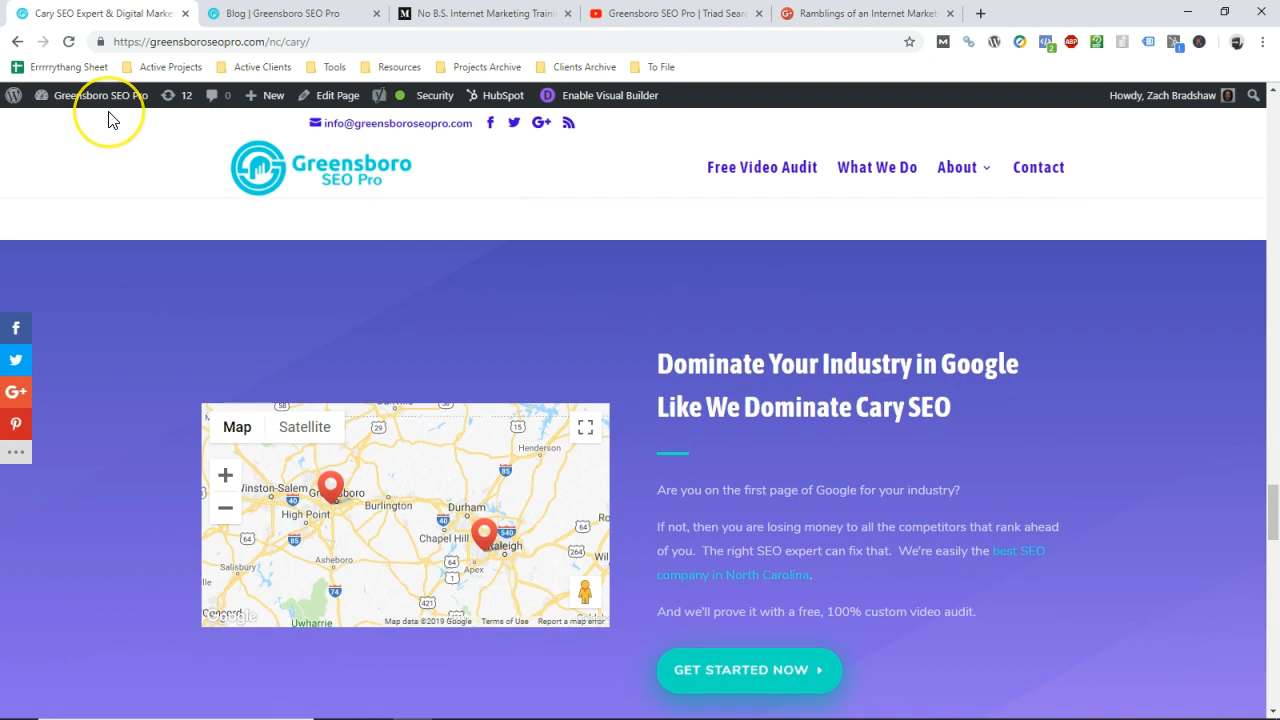 Cary SEO Expert & Digital Market
Blog | Greensboro SEO Pro
No B.S. Internet Marketing Traini
Greensboro SEO Pro | Triad Searc
Ramblings of an Internet Marketi
https://greensboroseopro.com/nc/cary/
Errrrrythang Sheet
Active Projects
Active Clients
Tools
Resources
Projects Archive
Clients Archive
To File
Greensboro SEO Pro
12
0
New
Edit Page
Security
HubSpot
Enable Visual Builder
Howdy, Zach Bradshaw
info@greensboroseopro.com
Greensboro
SEO Pro
Free Video Audit
What We Do
About
Contact
Dominate Your Industry in Google
Like We Dominate Cary SEO
Are you on the first page of Google for your industry?
If not, then you are losing money to all the competitors that rank ahead
of you. The right SEO expert can fix that. We're easily the best SEO
company in North Carolina.
And we'll prove it with a free, 100% custom video audit.
GET STARTED NOW
Map
Satellite
Henderson
Winston-Salem
Burlington
High Point
Durham
Chapel Hill
Raleigh
Asheboro
Apex
Salisbury
Uwharrie
Google
Map data ©2019 Google
Terms of Use
Report a map error